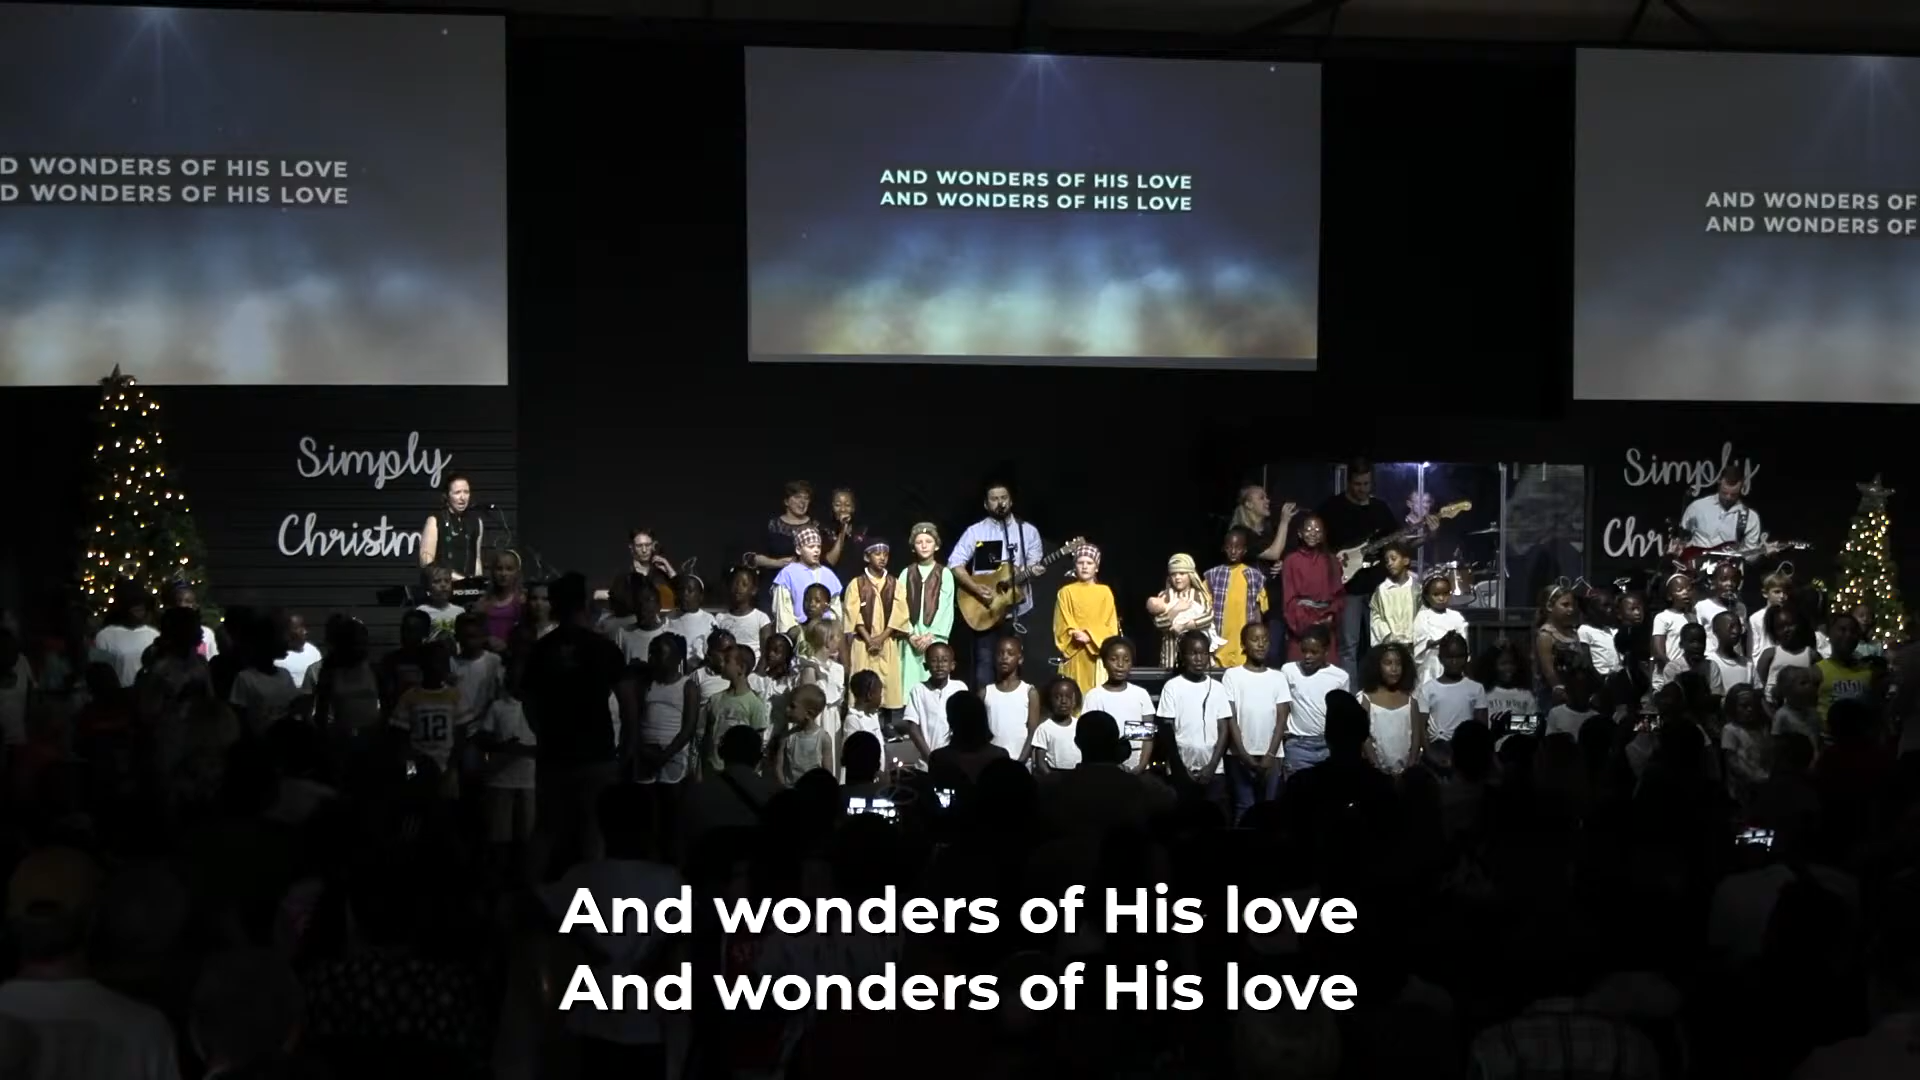 D WONDERS OF HIS LOVE
D WONDERS OF HIS LOVE
AND WONDERS OF HIS LOVE
AND WONDERS OF HIS LOVE
AND WONDERS OF
AND WONDERS OF
Simply
Christm
Simply
Chri
12
And wonders of His love
And wonders of His love